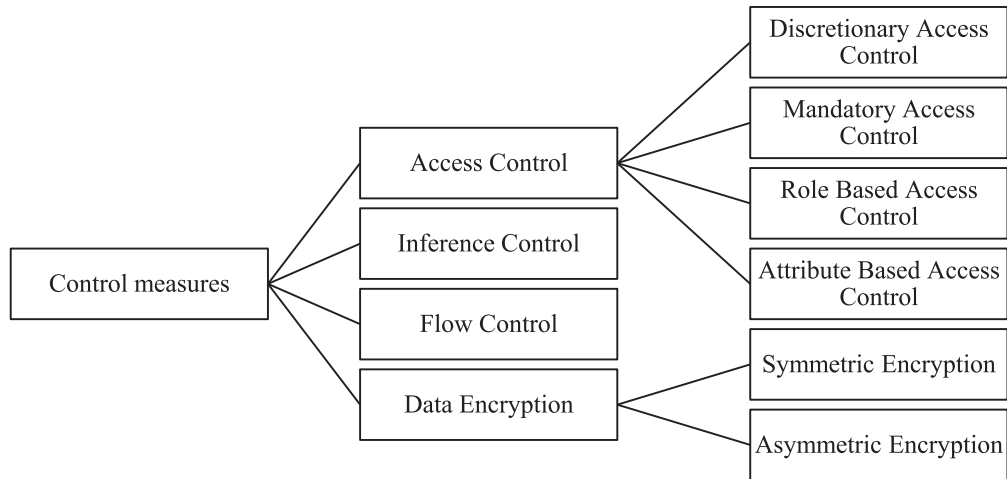 Control measures
Access Control
Inference Control
Flow Control
Data Encryption
Discretionary Access
Control
Mandatory Access
Control
Role Based Access
Control
Attribute Based Access
Control
Symmetric Encryption
Asymmetric Encryption